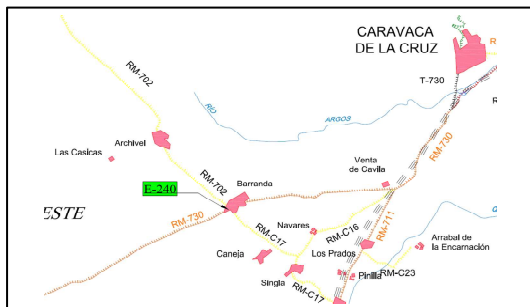 CARAVACA
DE LA CRUZ
T-730
RM-702
RÍO
ARGOS
RM-730
Archivel
Las Casicas
Venta
de Cavila
RM-702
Barranda
E-240
ESTE
RM-730
Navares
RM-C16
RM-711
RM-C17
Caneja
Los Prados
Arrabal de
la Encarnación
Singla
Pinilla
RM-C23
RM-C17